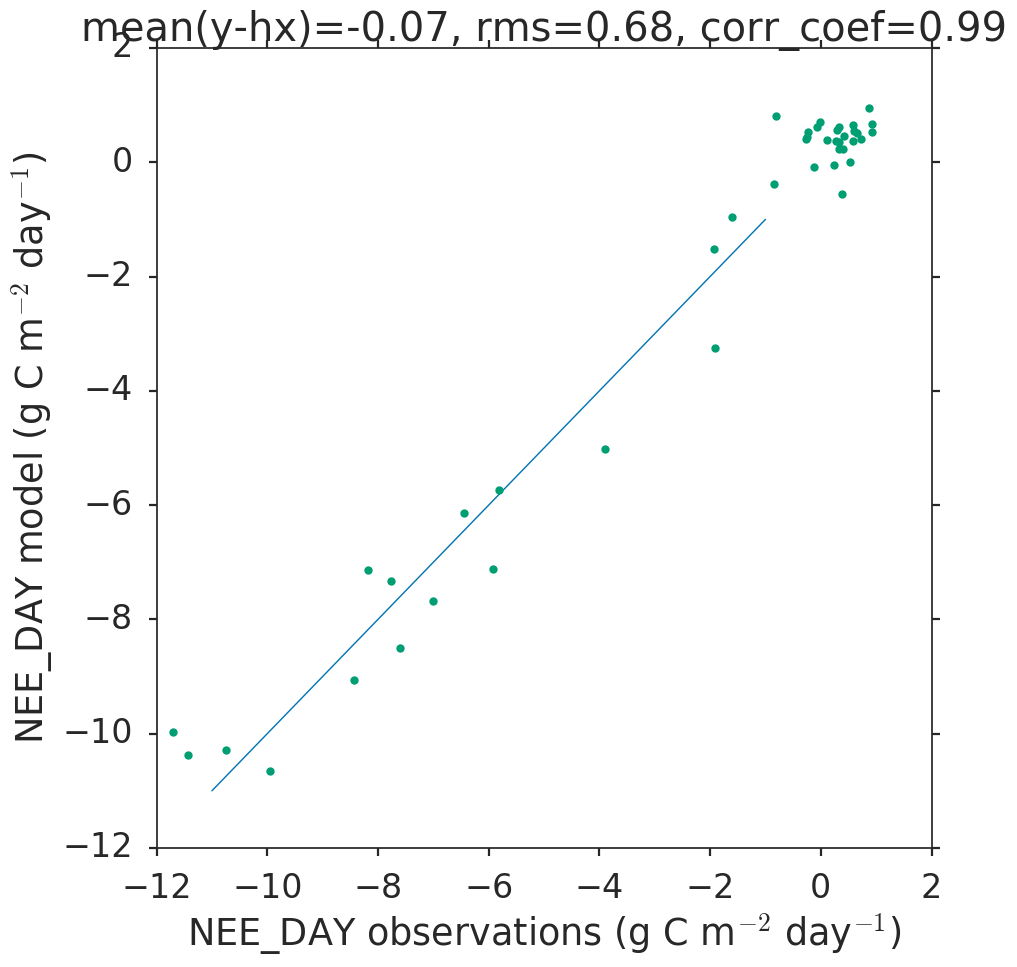 mean(y-hx)=-0.07, rms=0.68, corr_coef=0.99
2
0
−2
−4
−6
−8
−10
−12
NEE_DAY model (g C m⁻² day⁻¹)
−12 −10 −8 −6 −4 −2 0 2
NEE_DAY observations (g C m⁻² day⁻¹)